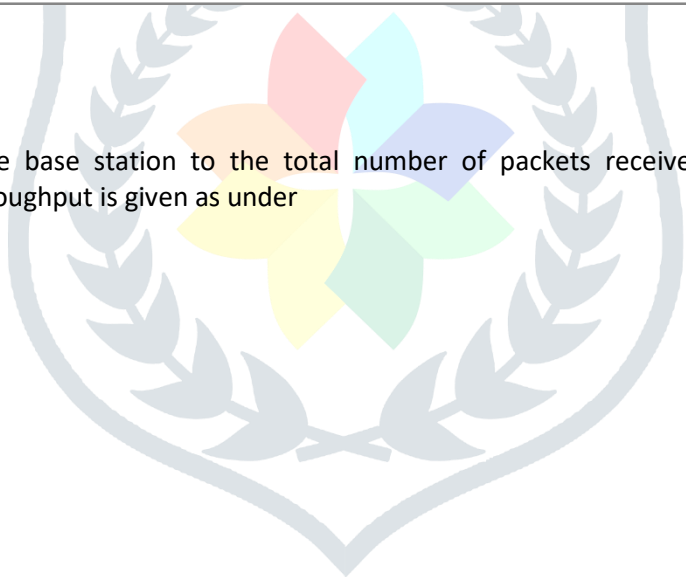 e base station to the total number of packets receive
oughput is given as under